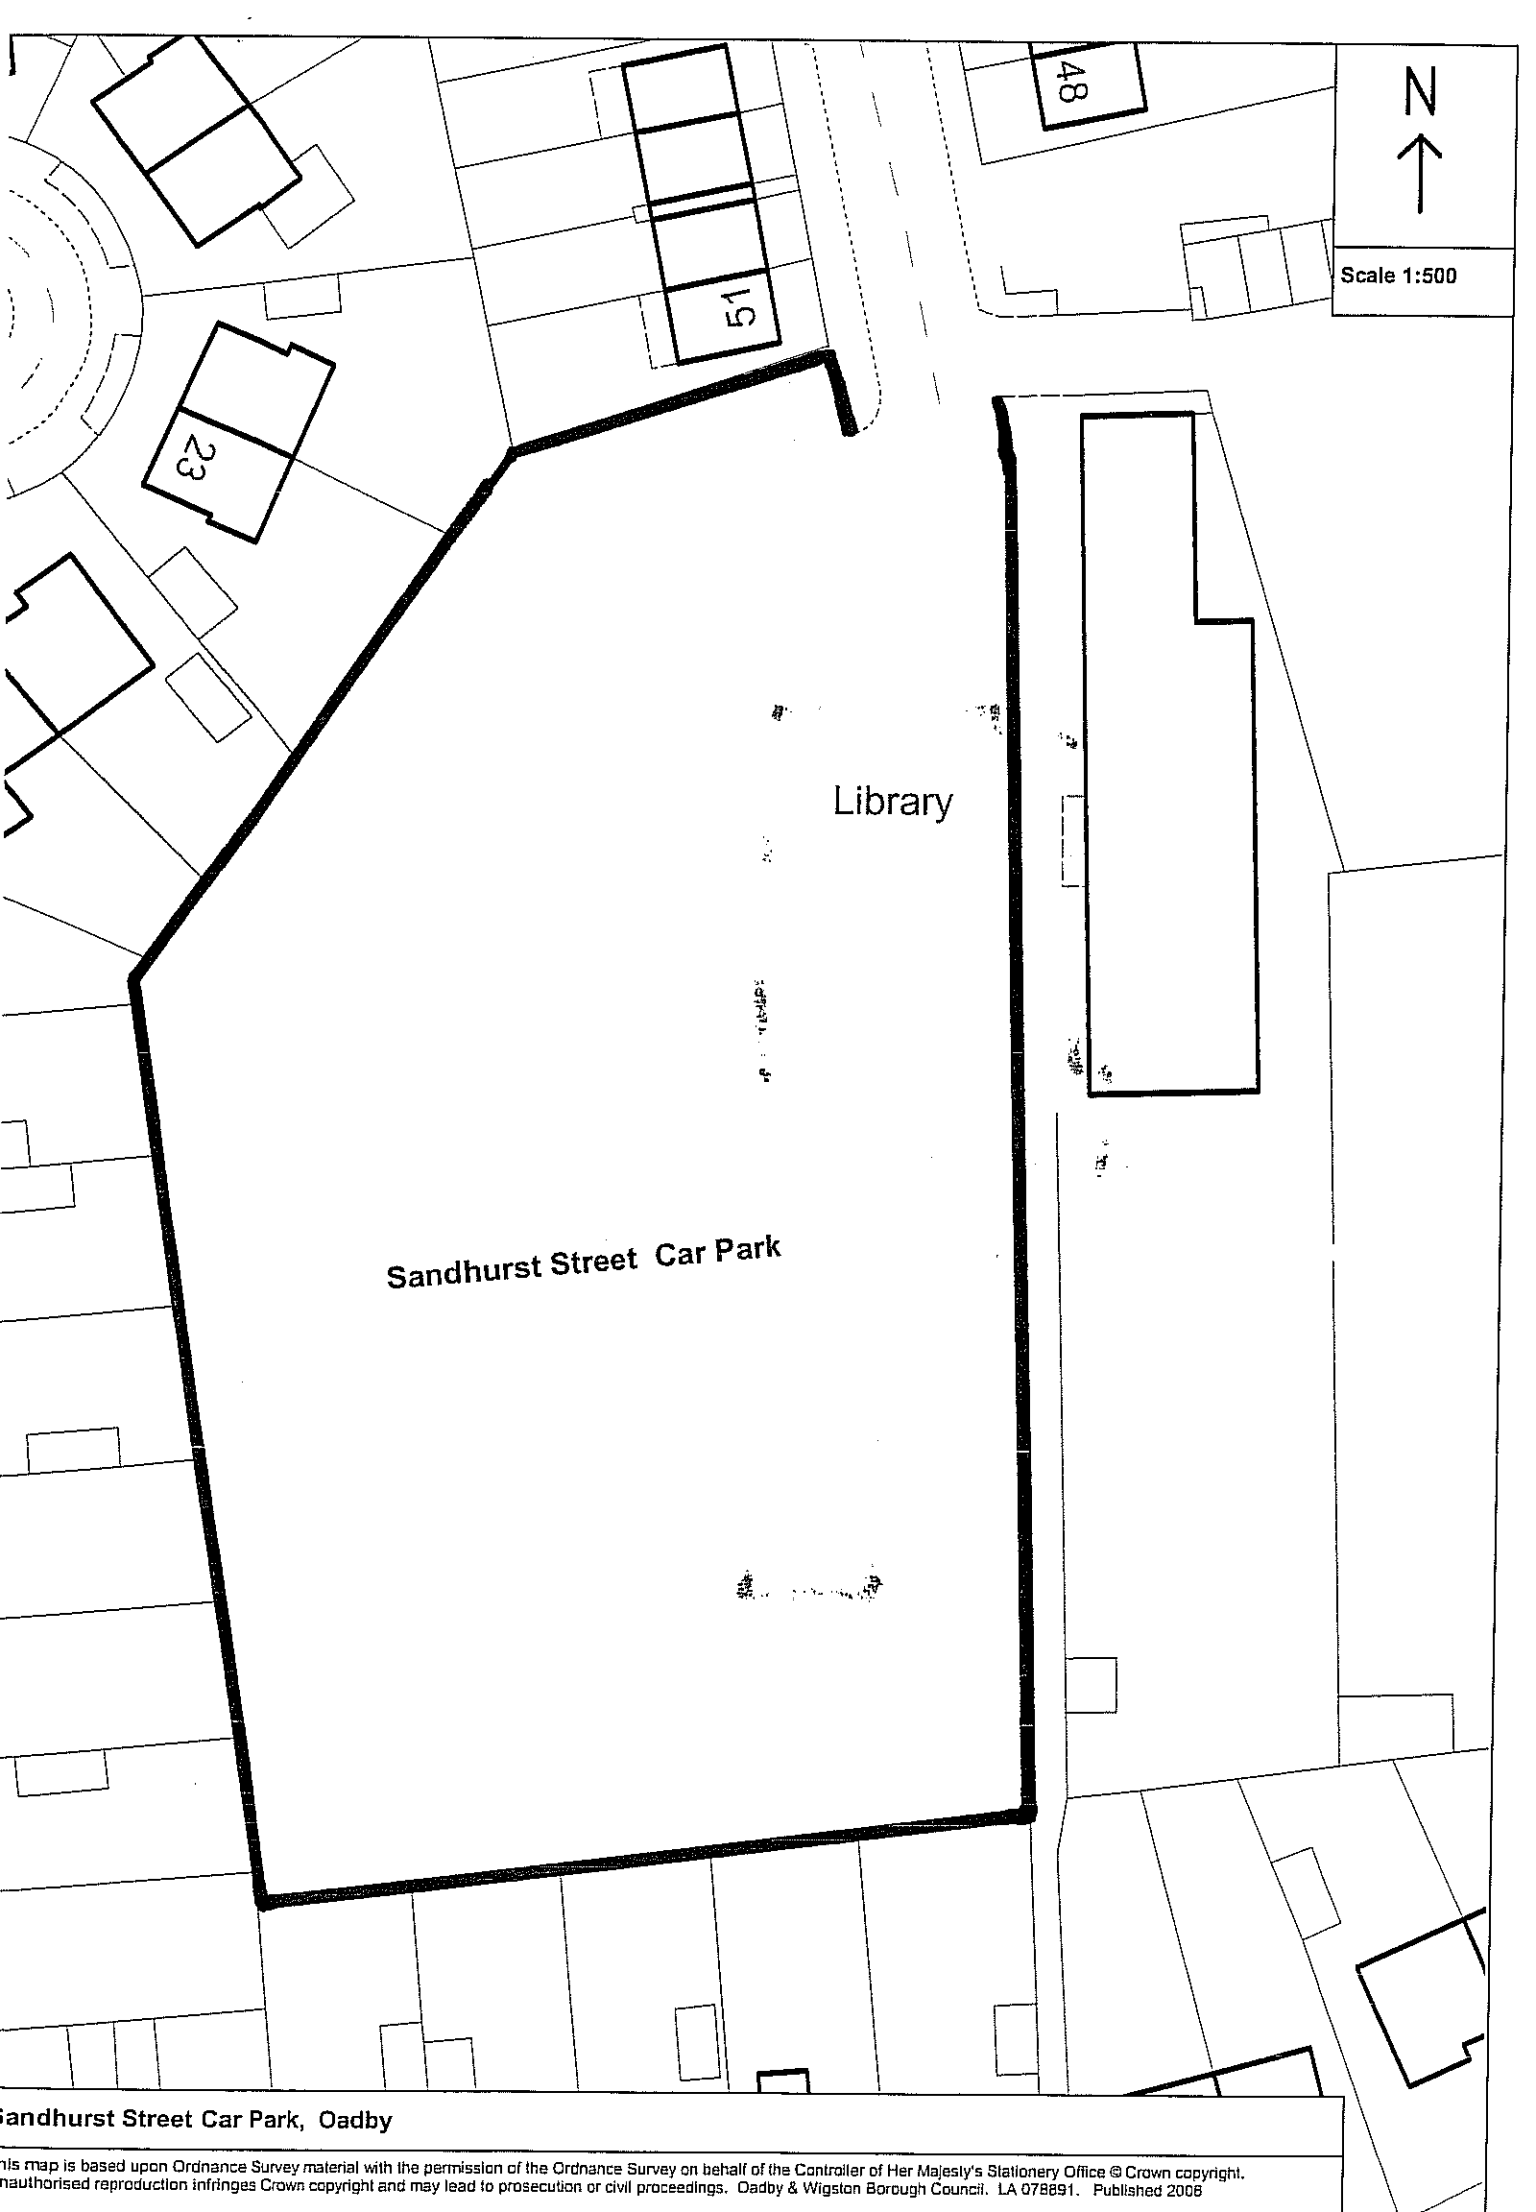 48
N
Scale 1:500
51
23
Library
Sandhurst Street Car Park
Sandhurst Street Car Park, Oadby
his map is based upon Ordnance Survey material with the permission of the Ordnance Survey on behalf of the Controller of Her Majesty's Stationery Office © Crown copyright.
nauthorised reproduction infringes Crown copyright and may lead to prosecution or civil proceedings. Oadby & Wigston Borough Council. LA 078891. Published 2006